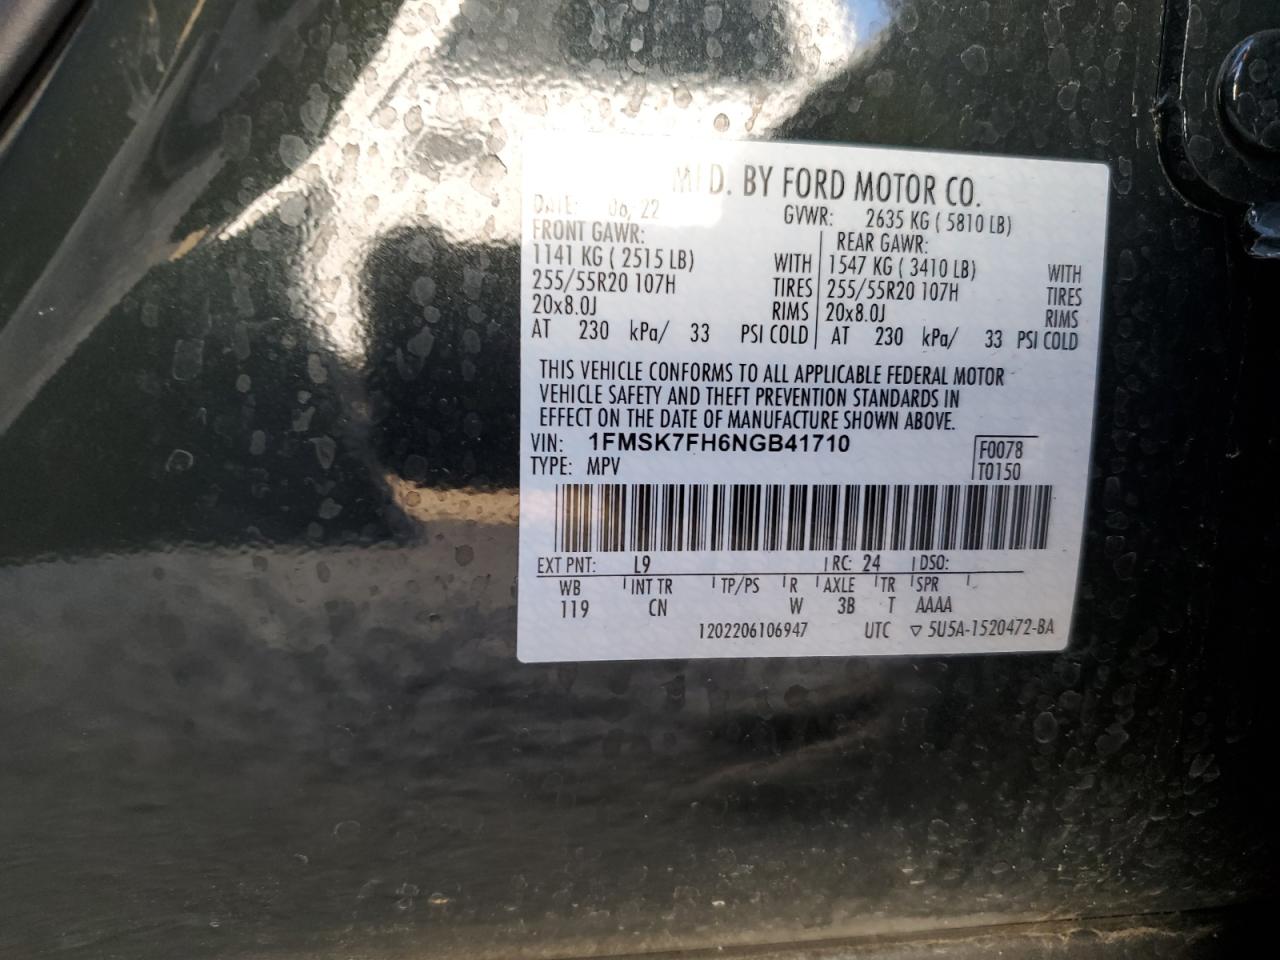 MFD. BY FORD MOTOR CO.
DATE: 06/22 GVWR: 2635 KG ( 5810 LB)
FRONT GAWR: REAR GAWR:
1141 KG ( 2515 LB) WITH 1547 KG ( 3410 LB) WITH
255/55R20 107H TIRES 255/55R20 107H TIRES
20x8.0J RIMS 20x8.0J RIMS
AT 230 kPa/ 33 PSI COLD AT 230 kPa/ 33 PSI COLD
THIS VEHICLE CONFORMS TO ALL APPLICABLE FEDERAL MOTOR
VEHICLE SAFETY AND THEFT PREVENTION STANDARDS IN
EFFECT ON THE DATE OF MANUFACTURE SHOWN ABOVE.
VIN: 1FMSK7FH6NGB41710 F0078
TYPE: MPV T0150
EXT PNT: L9 RC: 24 DSO:
WB INT TR TP/PS R AXLE TR SPR
119 CN W 3B T AAAA
1202206106947 UTC ▽ 5U5A-1520472-BA